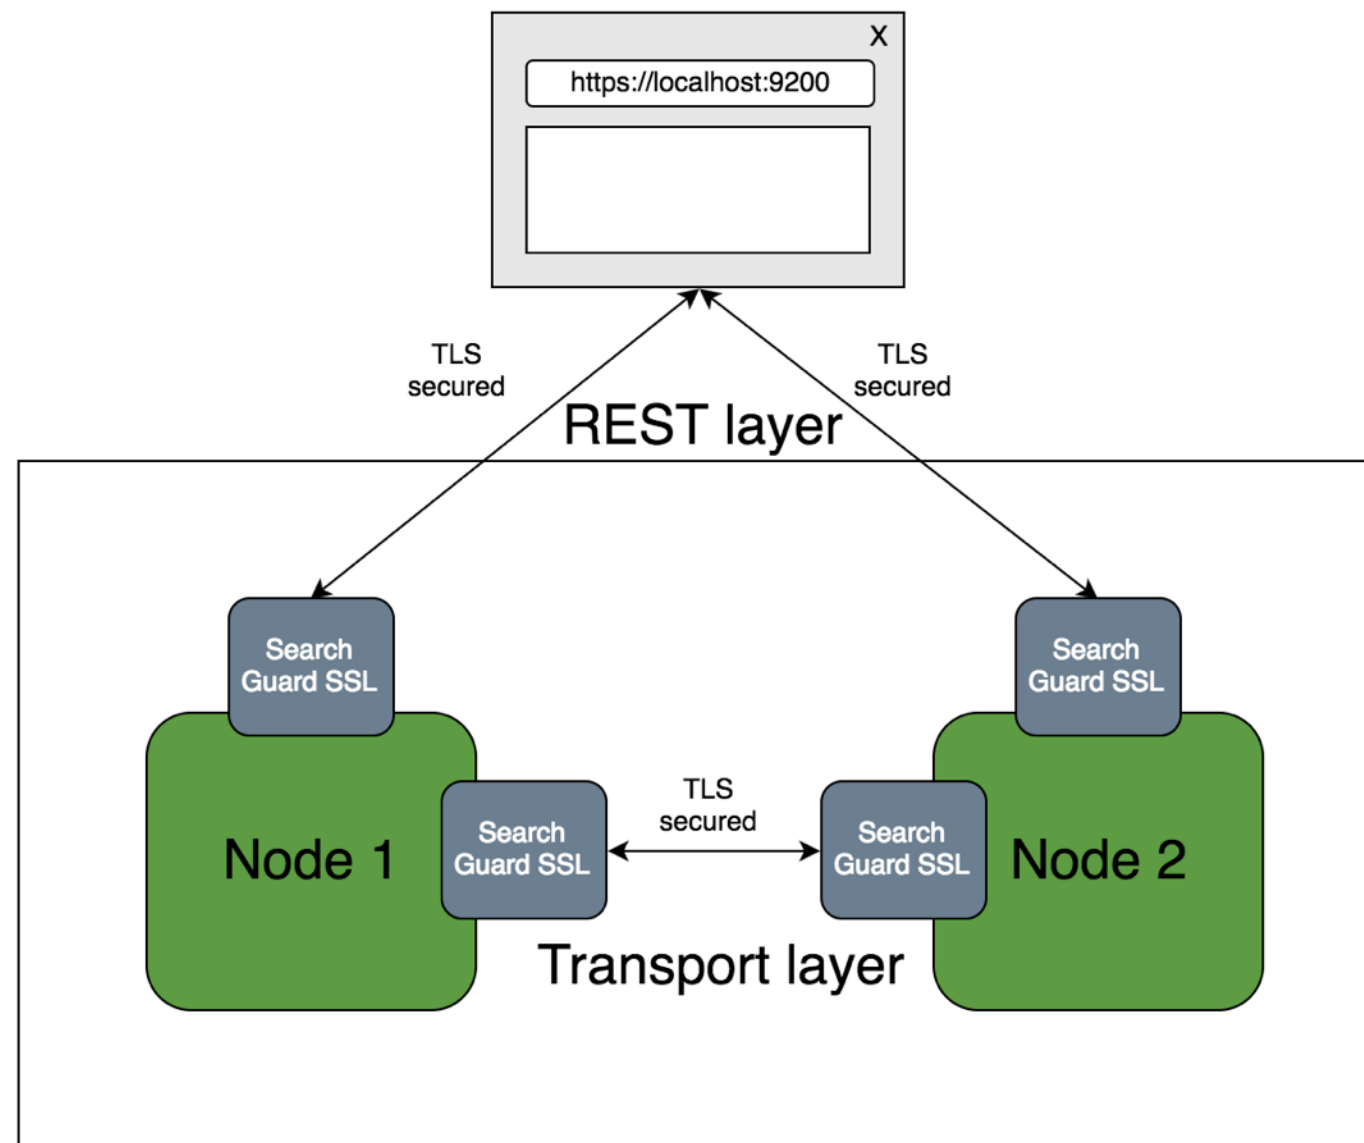 X
https://localhost:9200
TLS
secured
TLS
secured
REST layer
Search
Guard SSL
Search
Guard SSL
Node 1
Search
Guard SSL
TLS
secured
Search
Guard SSL
Node 2
Transport layer